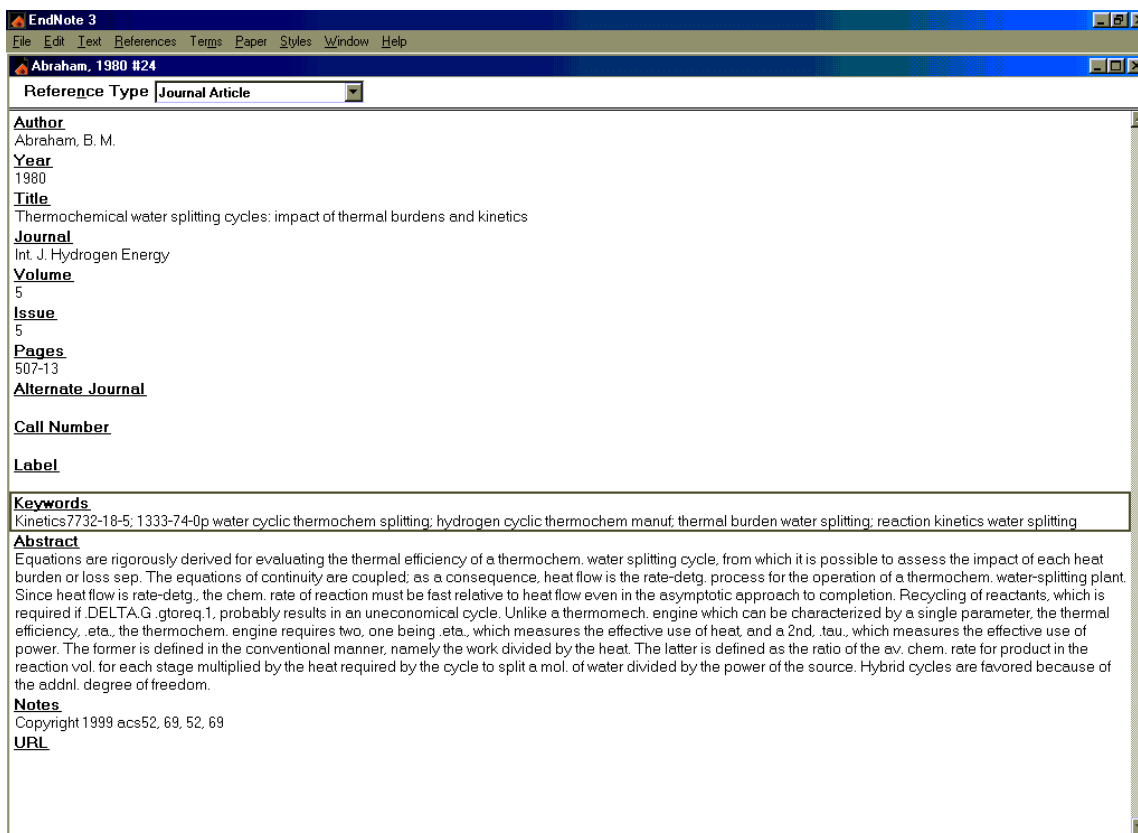 EndNote 3
File Edit Text References Terms Paper Styles Window Help
Abraham, 1980 #24
Reference Type Journal Article
Author
Abraham, B. M.
Year
1980
Title
Thermochemical water splitting cycles: impact of thermal burdens and kinetics
Journal
Int. J. Hydrogen Energy
Volume
5
Issue
5
Pages
507-13
Alternate Journal
Call Number
Label
Keywords
Kinetics7732-18-5; 1333-74-0p water cyclic thermochem splitting; hydrogen cyclic thermochem manuf; thermal burden water splitting; reaction kinetics water splitting
Abstract
Equations are rigorously derived for evaluating the thermal efficiency of a thermochem. water splitting cycle, from which it is possible to assess the impact of each heat
burden or loss sep. The equations of continuity are coupled; as a consequence, heat flow is the rate-detg. process for the operation of a thermochem. water-splitting plant.
Since heat flow is rate-detg., the chem. rate of reaction must be fast relative to heat flow even in the asymptotic approach to completion. Recycling of reactants, which is
required if .DELTA.G .gtoreq.1, probably results in an uneconomical cycle. Unlike a thermomech. engine which can be characterized by a single parameter, the thermal
efficiency, .eta., the thermochem. engine requires two, one being .eta., which measures the effective use of heat, and a 2nd, .tau., which measures the effective use of
power. The former is defined in the conventional manner, namely the work divided by the heat. The latter is defined as the ratio of the av. chem. rate for product in the
reaction vol. for each stage multiplied by the heat required by the cycle to split a mol. of water divided by the power of the source. Hybrid cycles are favored because of
the addnl. degree of freedom.
Notes
Copyright 1999 acs52, 69, 52, 69
URL